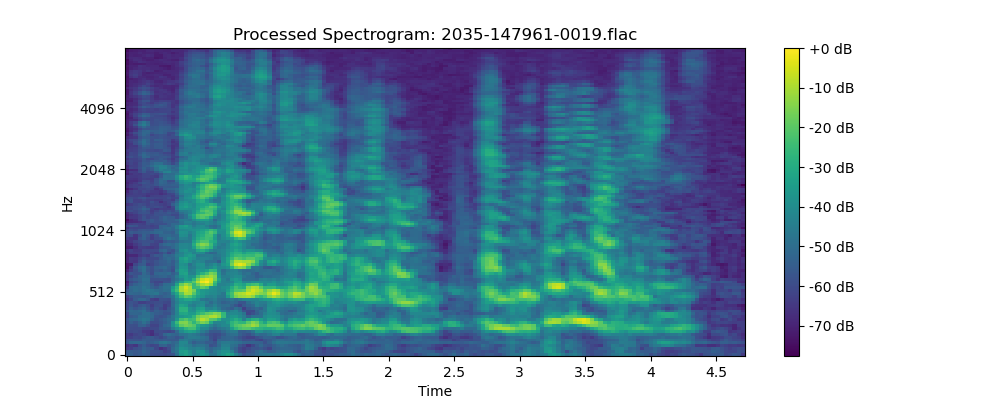 Processed Spectrogram: 2035-147961-0019.flac
Hz
4096
2048
1024
512
0
0 0.5 1 1.5 2 2.5 3 3.5 4 4.5
Time
+0 dB
-10 dB
-20 dB
-30 dB
-40 dB
-50 dB
-60 dB
-70 dB